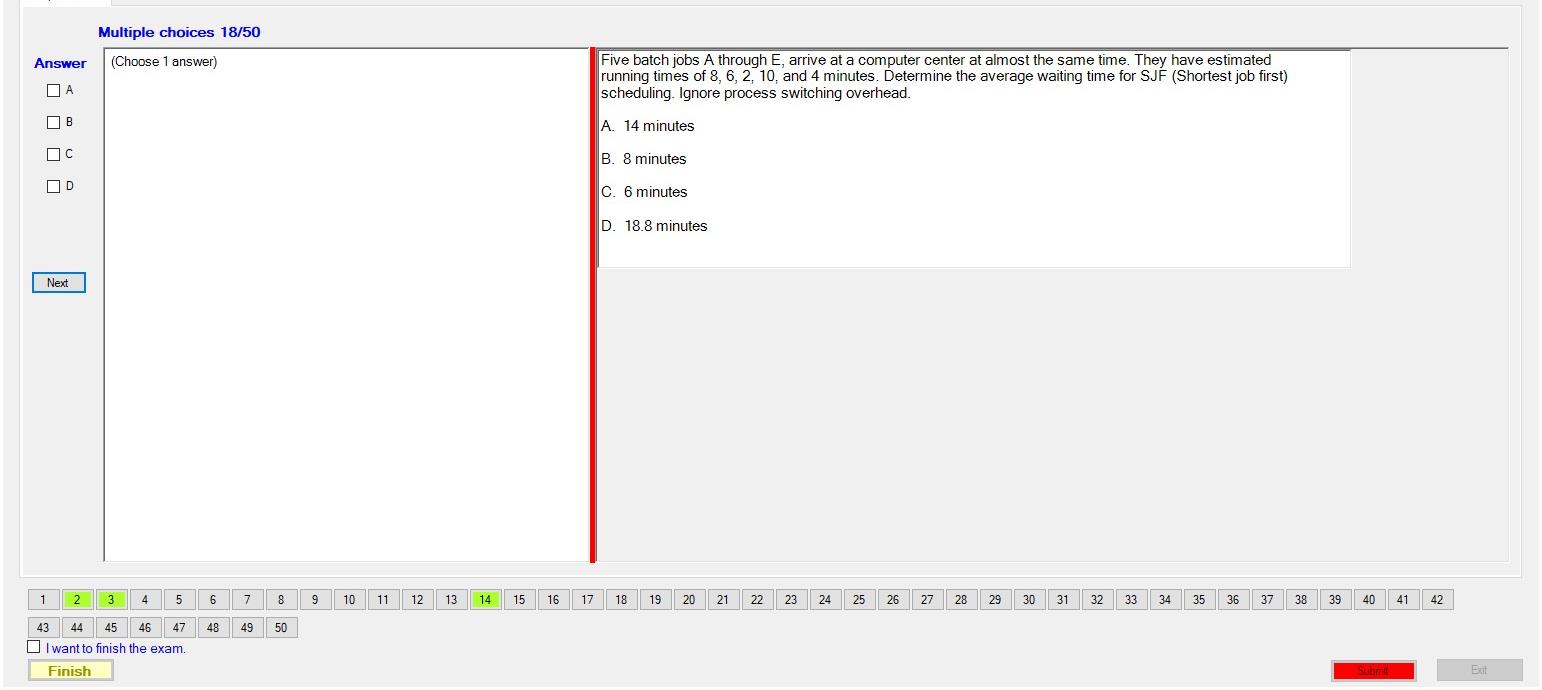 Multiple choices 18/50
Answer
(Choose 1 answer)
A
B
C
D
Next
Five batch jobs A through E, arrive at a computer center at almost the same time. They have estimated
running times of 8, 6, 2, 10, and 4 minutes. Determine the average waiting time for SJF (Shortest job first)
scheduling. Ignore process switching overhead.
A. 14 minutes
B. 8 minutes
C. 6 minutes
D. 18.8 minutes
1 2 3 4 5 6 7 8 9 10 11 12 13 14 15 16 17 18 19 20 21 22 23 24 25 26 27 28 29 30 31 32 33 34 35 36 37 38 39 40 41 42
43 44 45 46 47 48 49 50
I want to finish the exam.
Finish
Submit
Exit